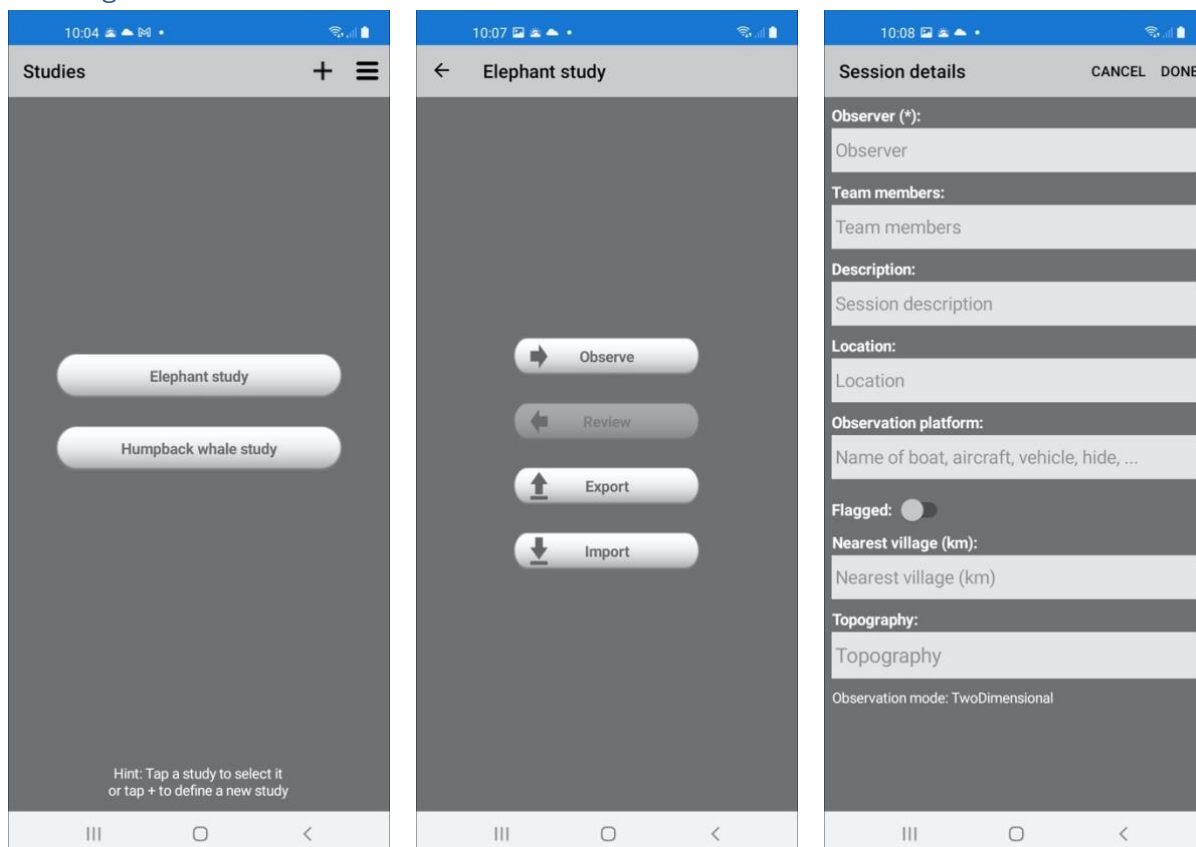 10:04
Studies
Elephant study
Humpback whale study
Hint: Tap a study to select it
or tap + to define a new study
10:07
Elephant study
Observe
Review
Export
Import
10:08
Session details CANCEL DONE
Observer (*):
Observer
Team members:
Team members
Description:
Session description
Location:
Location
Observation platform:
Name of boat, aircraft, vehicle, hide, ...
Flagged:
Nearest village (km):
Nearest village (km)
Topography:
Topography
Observation mode: TwoDimensional